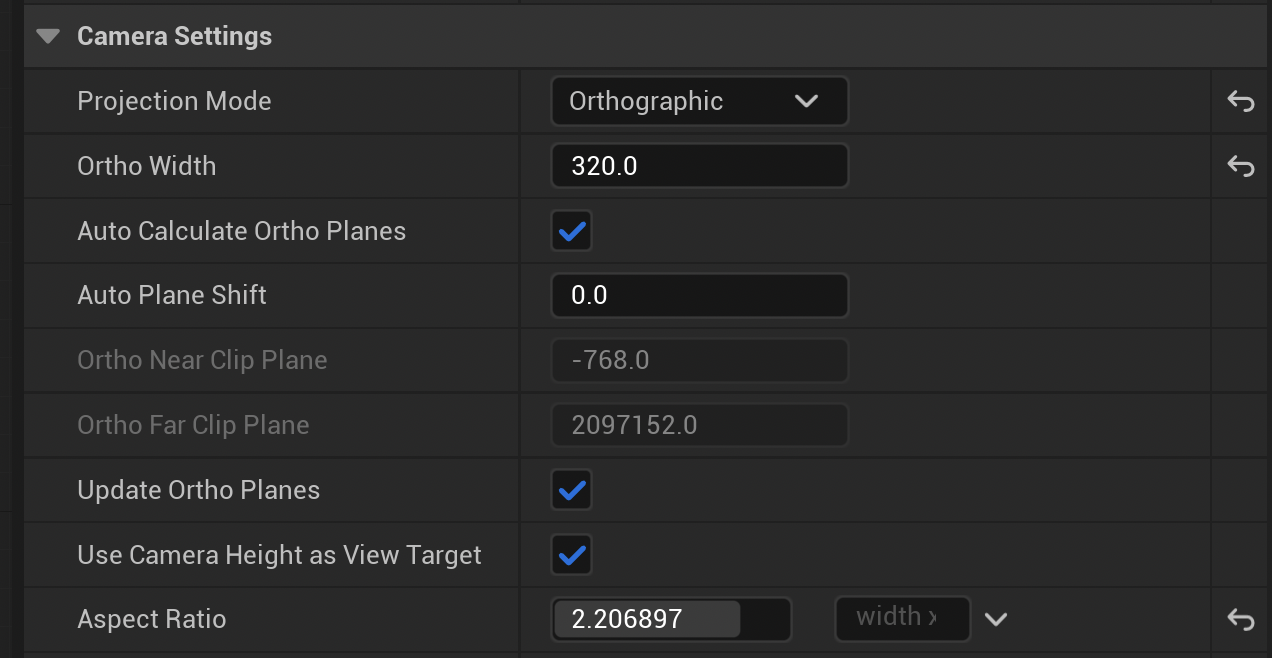 Camera Settings
Projection Mode Orthographic
Ortho Width 320.0
Auto Calculate Ortho Planes
Auto Plane Shift 0.0
Ortho Near Clip Plane -768.0
Ortho Far Clip Plane 2097152.0
Update Ortho Planes
Use Camera Height as View Target
Aspect Ratio 2.206897 width x